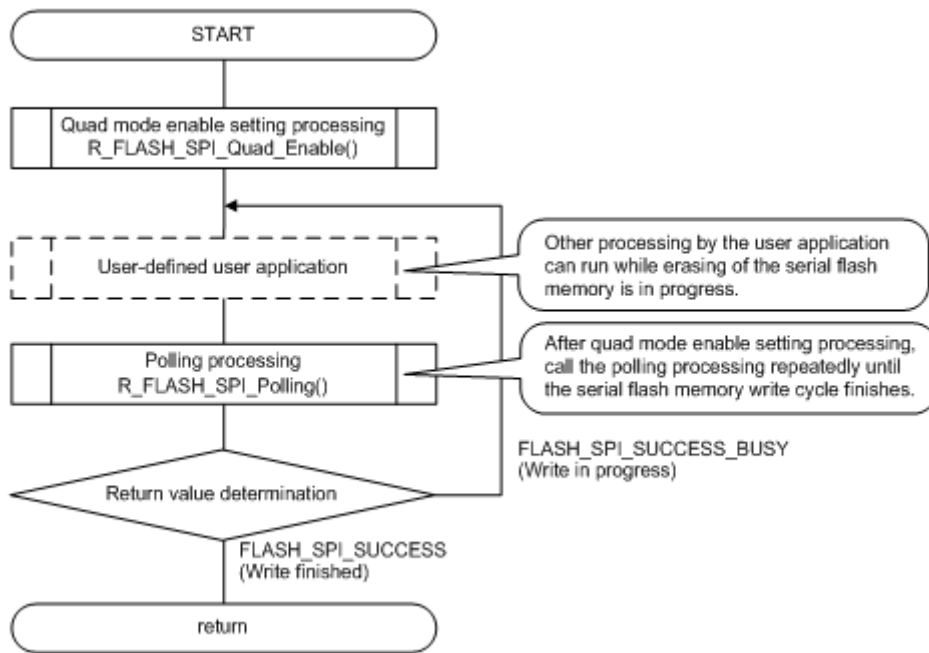 START
Quad mode enable setting processing
R_FLASH_SPI_Quad_Enable()
User-defined user application
Other processing by the user application
can run while erasing of the serial flash
memory is in progress.
Polling processing
R_FLASH_SPI_Polling()
After quad mode enable setting processing,
call the polling processing repeatedly until
the serial flash memory write cycle finishes.
FLASH_SPI_SUCCESS_BUSY
(Write in progress)
Return value determination
FLASH_SPI_SUCCESS
(Write finished)
return